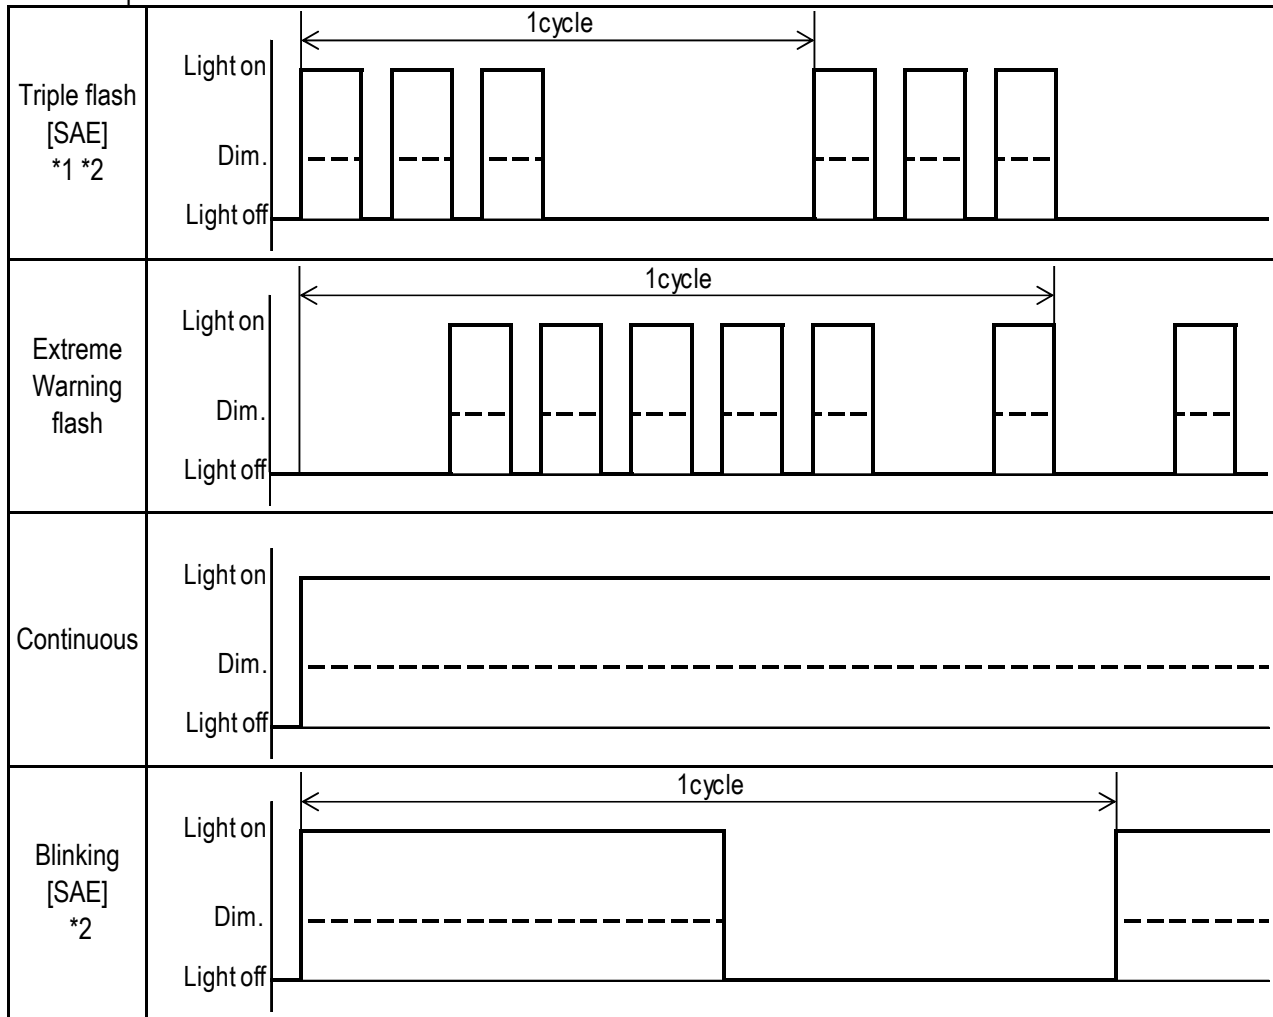 1cycle
Triple flash
[SAE]
*1 *2
Light on
Dim.
Light off
1cycle
Extreme
Warning
flash
Light on
Dim.
Light off
Continuous
Light on
Dim.
Light off
1cycle
Blinking
[SAE]
*2
Light on
Dim.
Light off